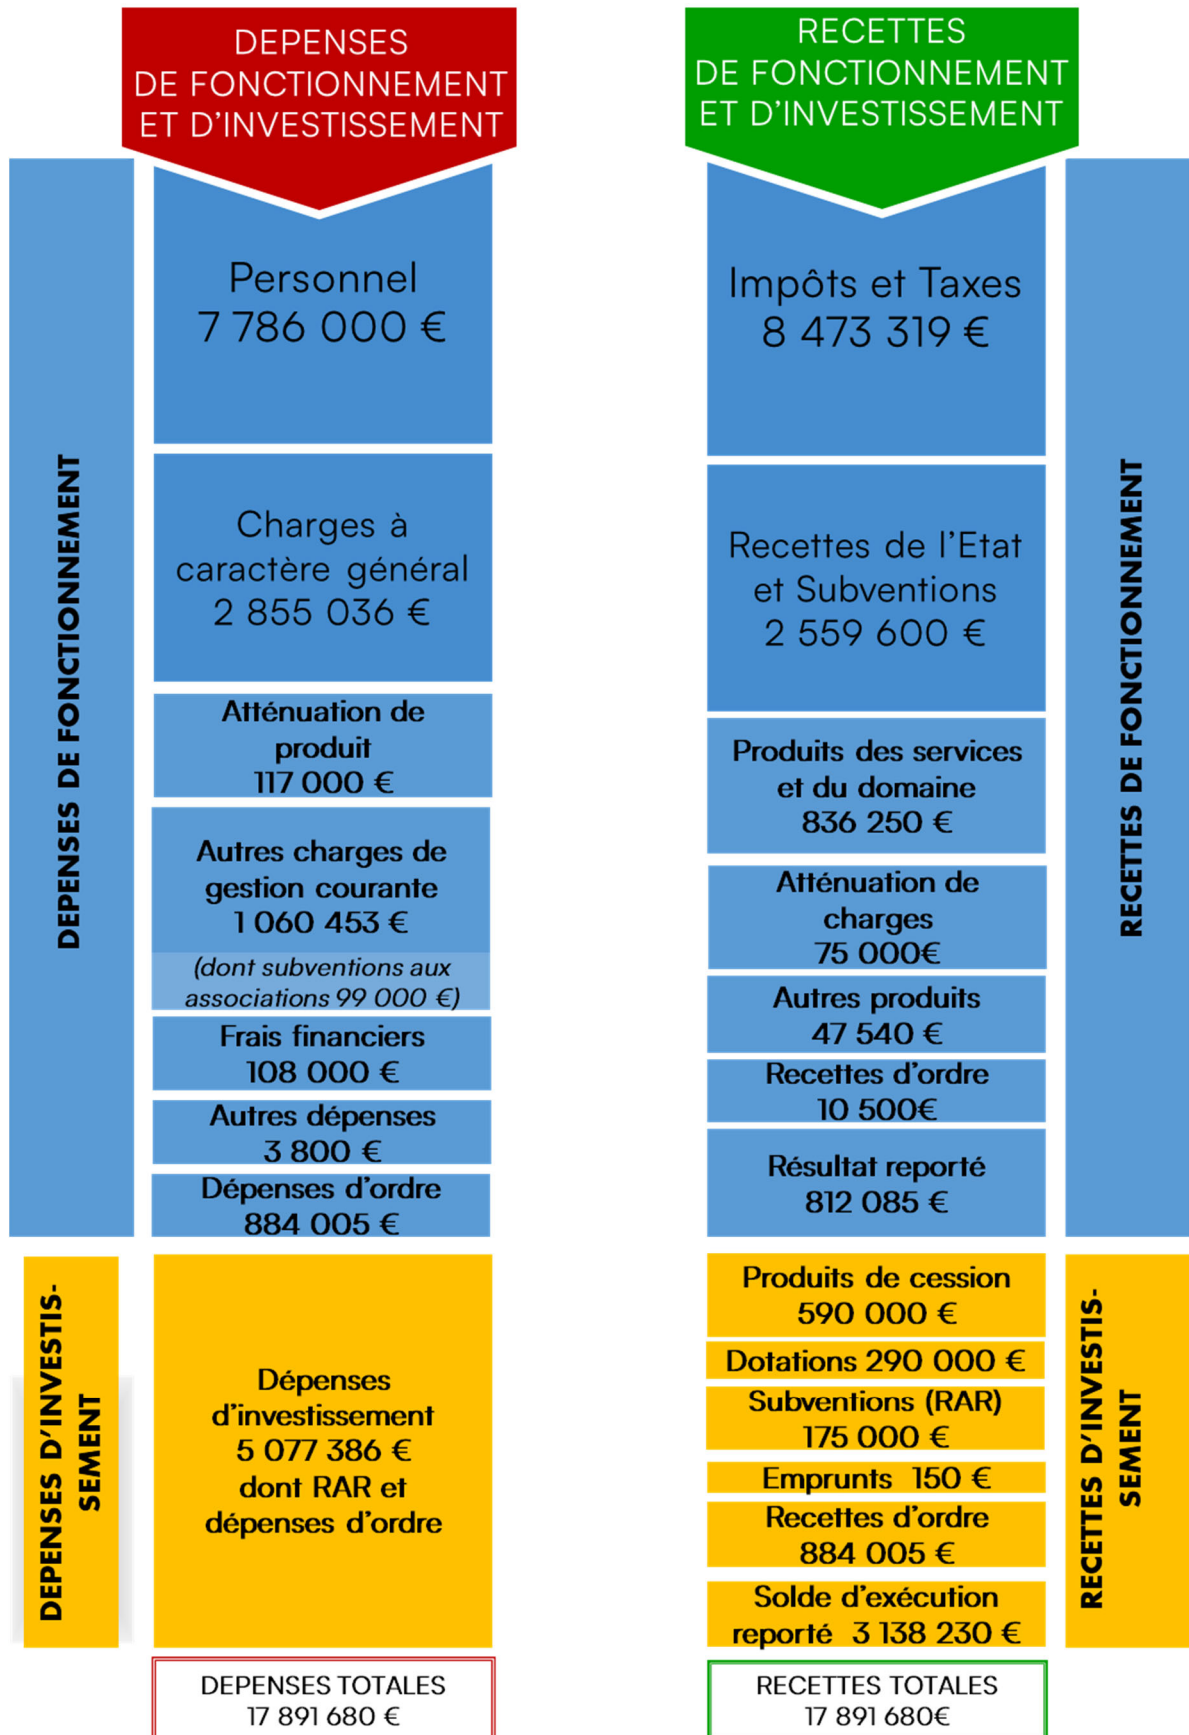 DEPENSES
DE FONCTIONNEMENT
ET D'INVESTISSEMENT
DEPENSES DE FONCTIONNEMENT
Personnel
7 786 000 €
Charges à
caractère général
2 855 036 €
Atténuation de
produit
117 000 €
Autres charges de
gestion courante
1 060 453 €
(dont subventions aux
associations 99 000 €)
Frais financiers
108 000 €
Autres dépenses
3 800 €
Dépenses d'ordre
884 005 €
DEPENSES D'INVESTIS-
SEMENT
Dépenses
d'investissement
5 077 386 €
dont RAR et
dépenses d'ordre
DEPENSES TOTALES
17 891 680 €
RECETTES
DE FONCTIONNEMENT
ET D'INVESTISSEMENT
Impôts et Taxes
8 473 319 €
Recettes de l'Etat
et Subventions
2 559 600 €
Produits des services
et du domaine
836 250 €
Atténuation de
charges
75 000€
Autres produits
47 540 €
Recettes d'ordre
10 500€
Résultat reporté
812 085 €
RECETTES DE FONCTIONNEMENT
Produits de cession
590 000 €
Dotations 290 000 €
Subventions (RAR)
175 000 €
Emprunts 150 €
Recettes d'ordre
884 005 €
Solde d'exécution
reporté 3 138 230 €
RECETTES D'INVESTIS-
SEMENT
RECETTES TOTALES
17 891 680€